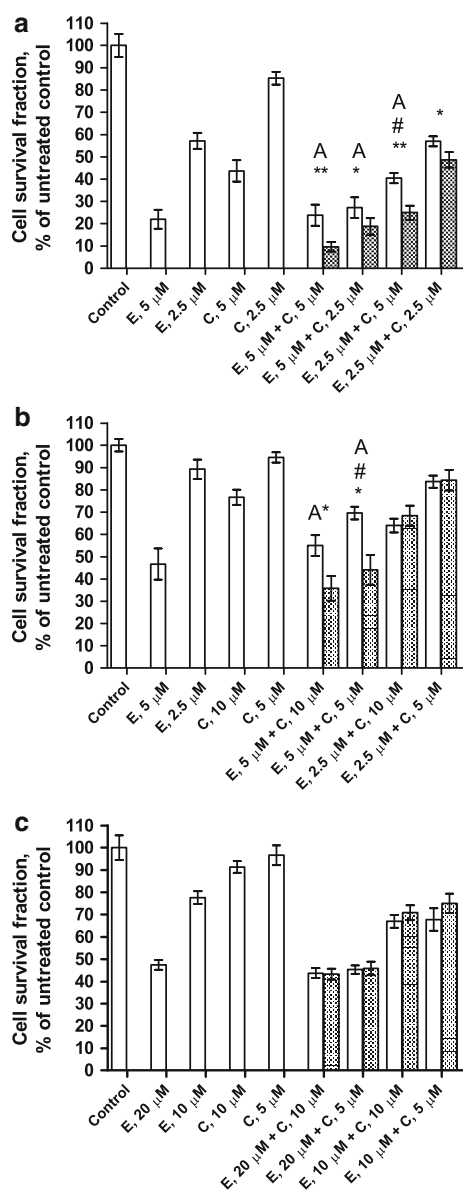 a
Cell survival fraction,
% of untreated control
110
100
90
80
70
60
50
40
30
20
10
0
A
**
A
*
A
#
**
*
Control
E, 5 μM
E, 2.5 μM
C, 5 μM
C, 2.5 μM
E, 5 μM + C, 5 μM
E, 5 μM + C, 2.5 μM
E, 2.5 μM + C, 5 μM
E, 2.5 μM + C, 2.5 μM
b
Cell survival fraction,
% of untreated control
110
100
90
80
70
60
50
40
30
20
10
0
A*
A
#
*
Control
E, 5 μM
E, 2.5 μM
C, 10 μM
C, 5 μM
E, 5 μM + C, 10 μM
E, 5 μM + C, 5 μM
E, 2.5 μM + C, 10 μM
E, 2.5 μM + C, 5 μM
c
Cell survival fraction,
% of untreated control
110
100
90
80
70
60
50
40
30
20
10
0
Control
E, 20 μM
E, 10 μM
C, 10 μM
C, 5 μM
E, 20 μM + C, 10 μM
E, 20 μM + C, 5 μM
E, 10 μM + C, 10 μM
E, 10 μM + C, 5 μM